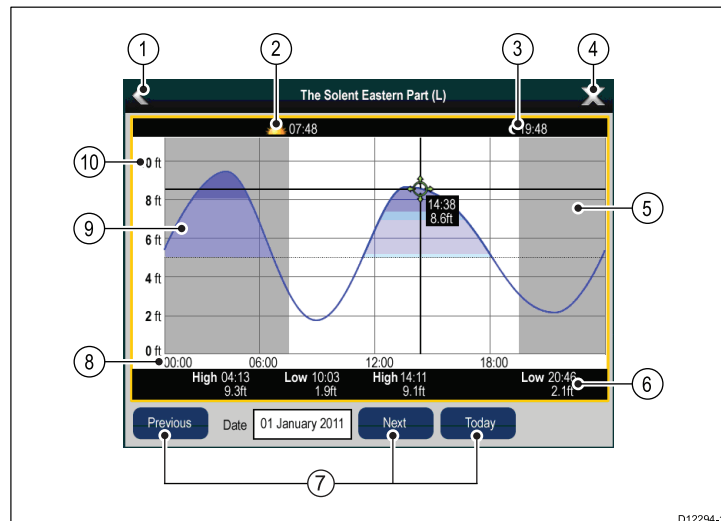 1 2 3 4
The Solent Eastern Part (L)
07:48 19:48
10 0 ft
8 ft
14:38
8.6ft
5
9 6 ft
4 ft
2 ft
0 ft
8 00:00 06:00 12:00 18:00
High 04:13 Low 10:03 High 14:11 Low 20:46 6
9.3ft 1.9ft 9.1ft 2.1ft
Previous Date 01 January 2011 Next Today
7